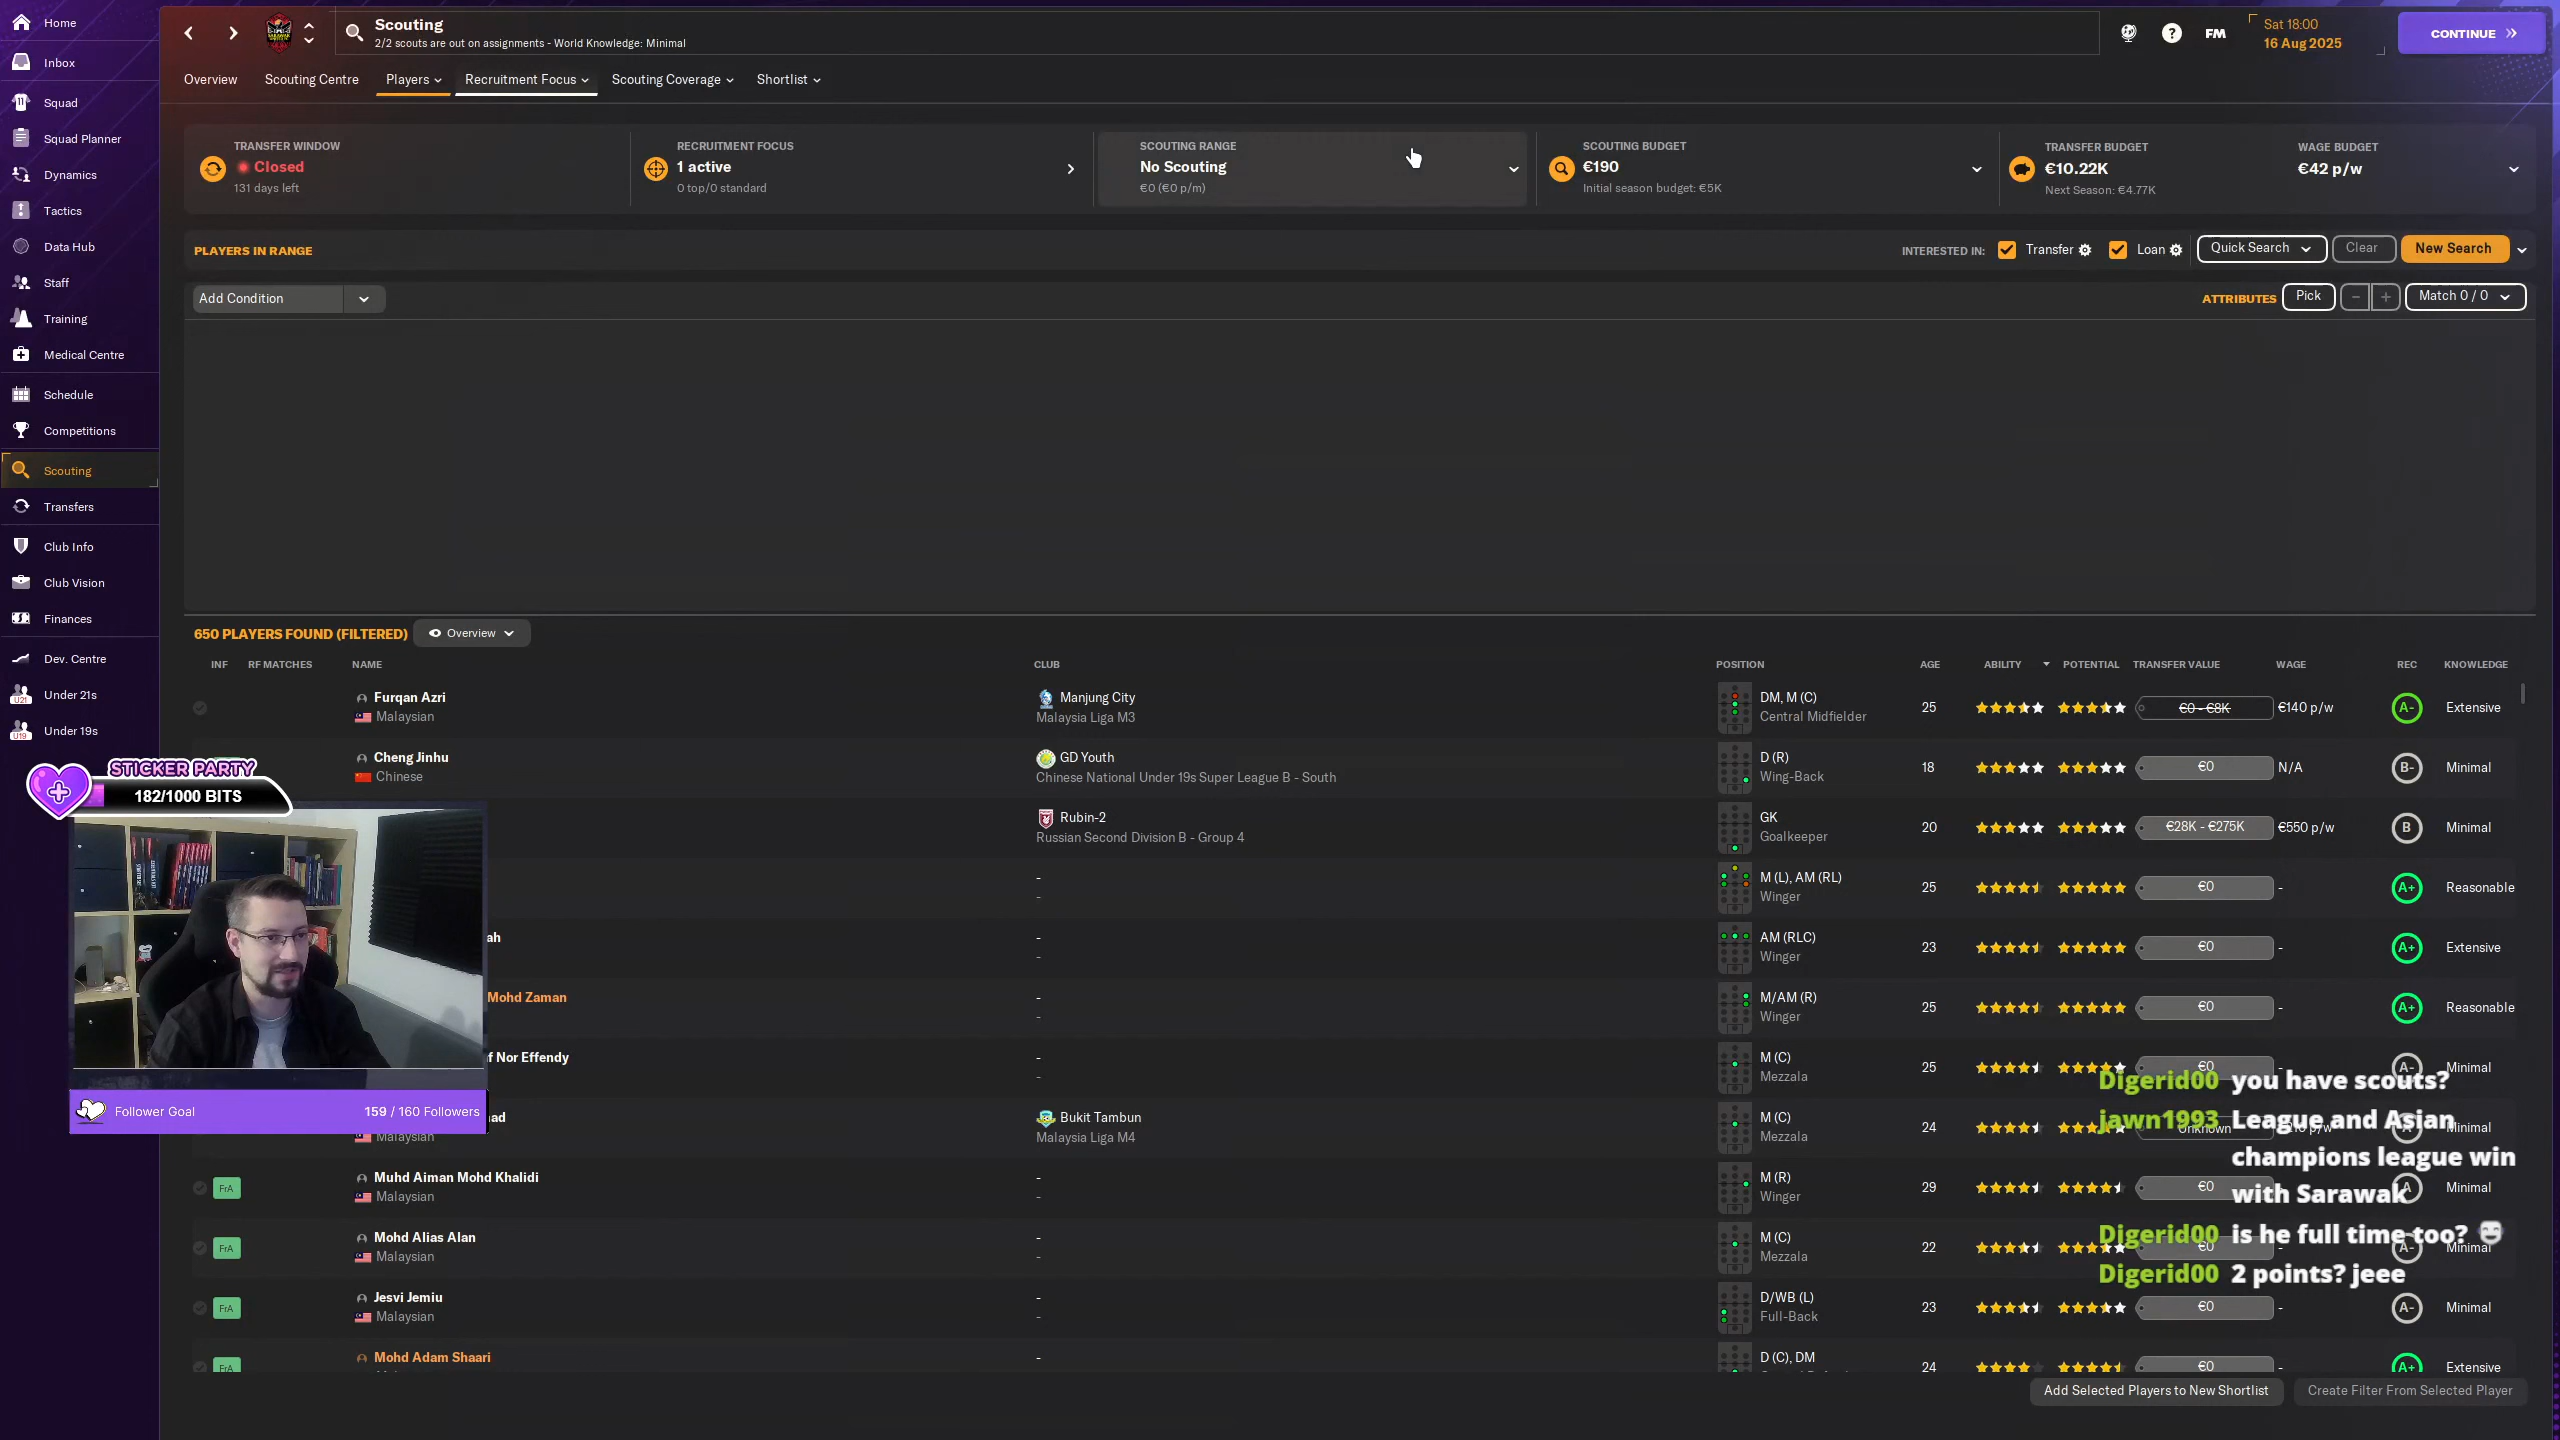 Home
Inbox
Squad
Squad Planner
Dynamics
Tactics
Data Hub
Staff
Training
Medical Centre
Schedule
Competitions
Scouting
Transfers
Club Info
Club Vision
Finances
Dev. Centre
Under 21s
Under 19s
Scouting
2/2 scouts are out on assignments - World Knowledge: Minimal
FM
Sat 18:00
16 Aug 2025
CONTINUE
Overview Scouting Centre Players Recruitment Focus Scouting Coverage Shortlist
TRANSFER WINDOW
Closed
131 days left
RECRUITMENT FOCUS
1 active
0 top/0 standard
SCOUTING RANGE
No Scouting
€0 (€0 p/m)
SCOUTING BUDGET
€190
Initial season budget: €5K
TRANSFER BUDGET
€10.22K
Next Season: €4.77K
WAGE BUDGET
€42 p/w
PLAYERS IN RANGE
INTERESTED IN: Transfer Loan Quick Search Clear New Search
Add Condition
ATTRIBUTES Pick - + Match 0 / 0
650 PLAYERS FOUND (FILTERED) Overview
INF RF MATCHES NAME CLUB POSITION AGE ABILITY POTENTIAL TRANSFER VALUE WAGE REC KNOWLEDGE
Furqan Azri Manjung City DM, M (C)
Malaysian Malaysia Liga M3 Central Midfielder
25 €0 - €8K €140 p/w A- Extensive
Cheng Jinhu GD Youth D (R)
Chinese Chinese National Under 19s Super League B - South Wing-Back
18 €0 N/A B- Minimal
Rubin-2 GK
Russian Second Division B - Group 4 Goalkeeper
20 €28K - €275K €550 p/w B Minimal
- M (L), AM (RL)
- Winger
25 €0 - A+ Reasonable
ah - AM (RLC)
- Winger
23 €0 - A+ Extensive
Mohd Zaman - M/AM (R)
- Winger
25 €0 - A+ Reasonable
f Nor Effendy - M (C)
- Mezzala
25 €0 A- Minimal
ad Bukit Tambun M (C)
Malaysian Malaysia Liga M4 Mezzala
24 Unknown p/w Minimal
FrA Muhd Aiman Mohd Khalidi - M (R)
Malaysian - Winger
29 €0 A Minimal
FrA Mohd Alias Alan - M (C)
Malaysian - Mezzala
22 €0 - A- Minimal
FrA Jesvi Jemiu - D/WB (L)
Malaysian - Full-Back
23 €0 - A- Minimal
FrA Mohd Adam Shaari - D (C), DM
24 €0 - A+ Extensive
Add Selected Players to New Shortlist Create Filter From Selected Player
STICKER PARTY
182/1000 BITS
Follower Goal 159 / 160 Followers
Digerid00 you have scouts?
jawn1993 League and Asian
champions league win
with Sarawak
Digerid00 is he full time too?
Digerid00 2 points? jeee